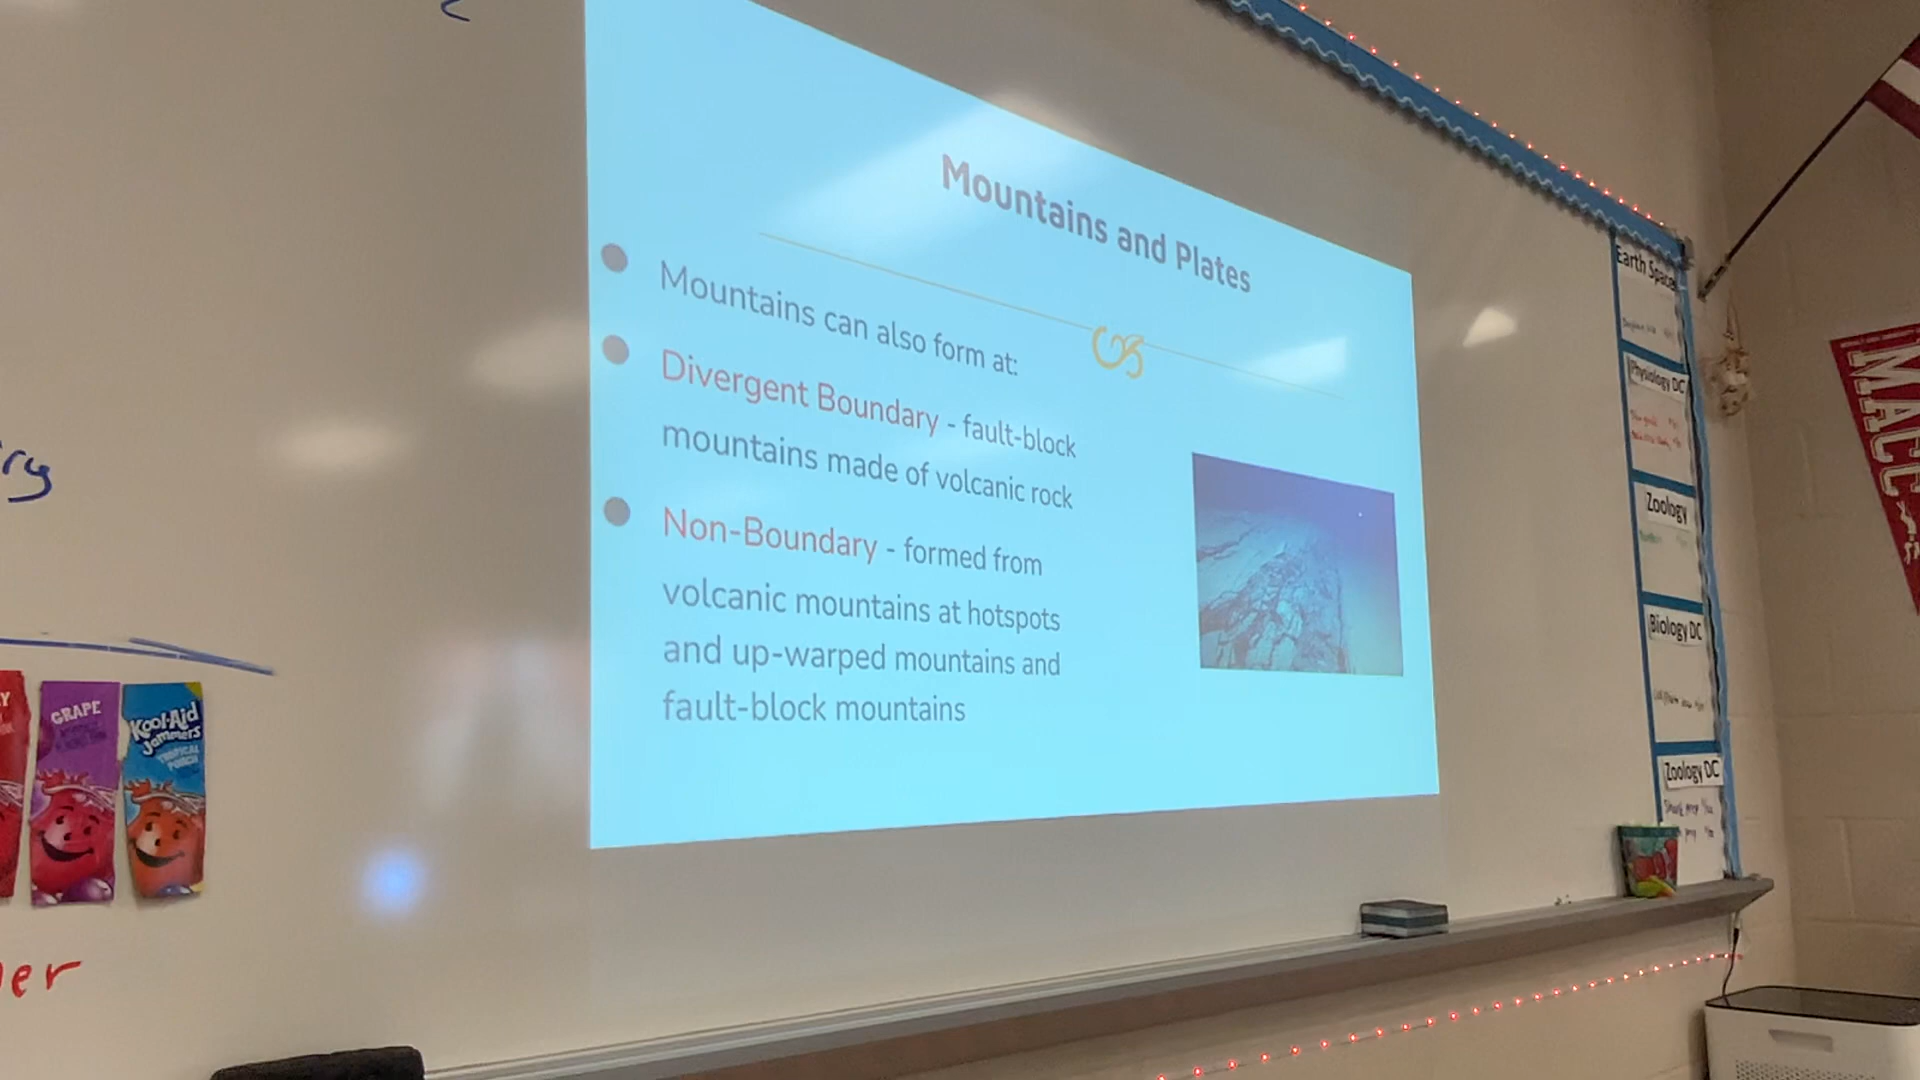 Mountains and Plates
Mountains can also form at:
Divergent Boundary - fault-block
mountains made of volcanic rock
Non-Boundary - formed from
volcanic mountains at hotspots
and up-warped mountains and
fault-block mountains
Earth Space
Physiology DC
Zoology
Biology DC
Zoology DC
MACC
ry
Y
GRAPE
Kool-Aid
Jammers
TROPICAL
PUNCH
er